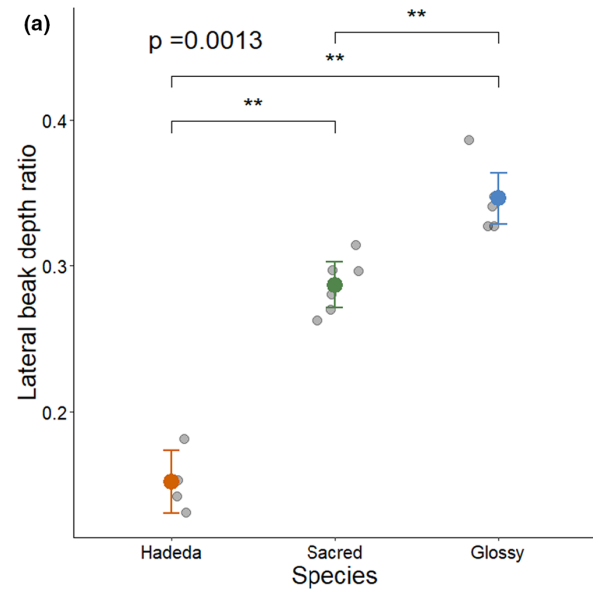 (a)
p =0.0013
**
**
**
0.4
0.3
0.2
Lateral beak depth ratio
Hadeda Sacred Glossy
Species